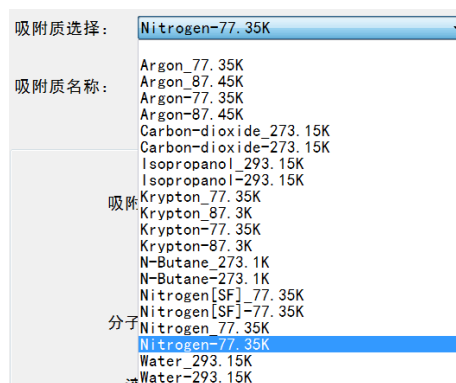 吸附质选择： Nitrogen-77.35K
Argon_77.35K
吸附质名称： Argon_87.45K
Argon-77.35K
Argon-87.45K
Carbon-dioxide_273.15K
Carbon-dioxide-273.15K
Isopropanol_293.15K
Isopropanol-293.15K
吸附 Krypton_77.35K
Krypton_87.3K
Krypton-77.35K
Krypton-87.3K
N-Butane_273.1K
N-Butane-273.1K
Nitrogen[SF]_77.35K
Nitrogen[SF]-77.35K
分子 Nitrogen_77.35K
Nitrogen-77.35K
Water_293.15K
Water-293.15K